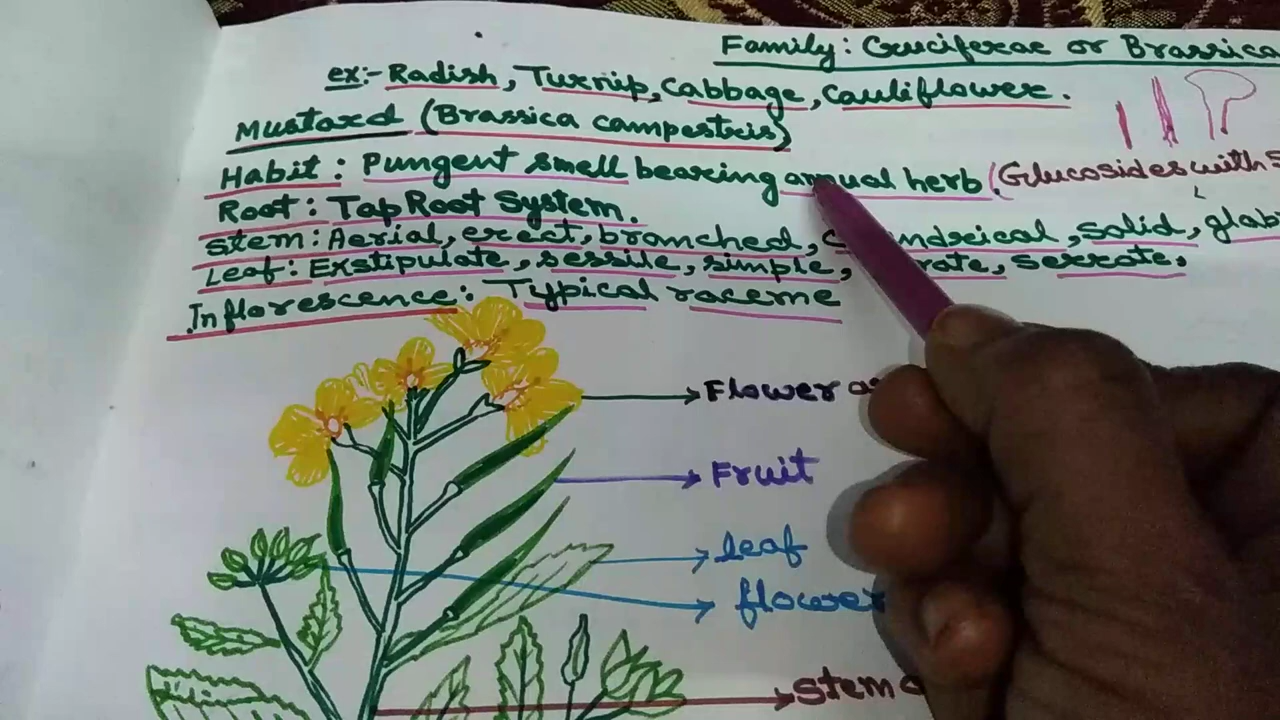 Family: Cruciferae or Brassica
ex:- Radish, Turnip, Cabbage, Cauliflower.
Mustard (Brassica campestris)
Habit: Pungent smell bearing annual herb (Glucosides with
Root: Tap Root System.
Stem: Aerial, erect, branched, solid,
Leaf: Exstipulate, sessile, simple, serrate,
Inflorescence: Typical raceme
Flower
Fruit
leaf
flower
Stem